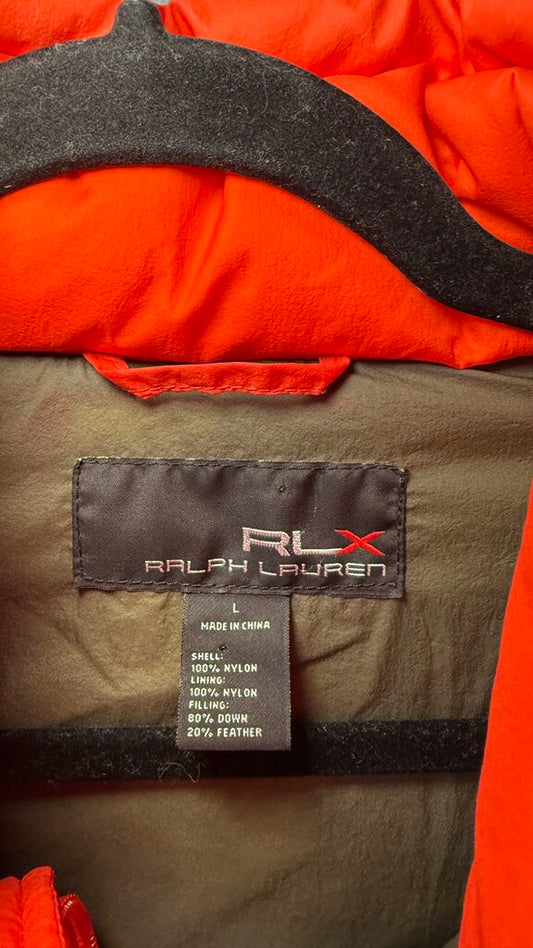 RLX
RALPH LAUREN
L
MADE IN CHINA
SHELL:
100% NYLON
LINING:
100% NYLON
FILLING:
80% DOWN
20% FEATHER